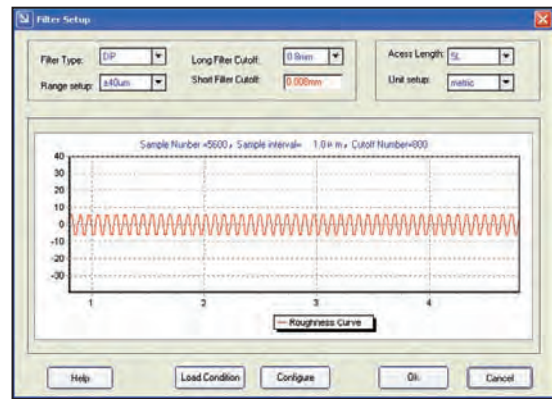 Filter Setup
Filter Type: DIP Long Filter Cutoff: 0.8mm Acess Length: 5L
Range setup: ±40um Short Filter Cutoff: 0.008mm Unit setup: metric
Sample Number =5600, Sample interval= 1.0μm, Cutoff Number=800
40
30
20
10
0
-10
-20
-30
1 2 3 4
Roughness Curve
Help Load Condition Configure Ok Cancel